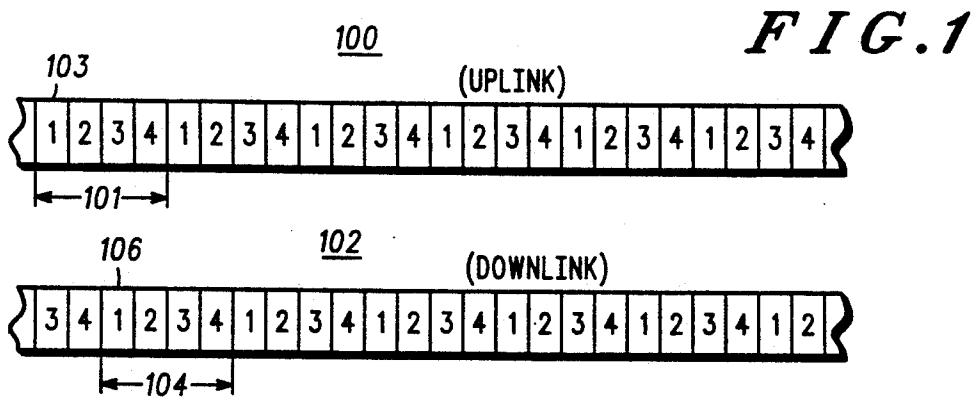 FIG.1
100
103
(UPLINK)
1 2 3 4 1 2 3 4 1 2 3 4 1 2 3 4 1 2 3 4 1 2 3 4
101
102
106
(DOWNLINK)
3 4 1 2 3 4 1 2 3 4 1 2 3 4 1 2 3 4 1 2 3 4 1 2
104